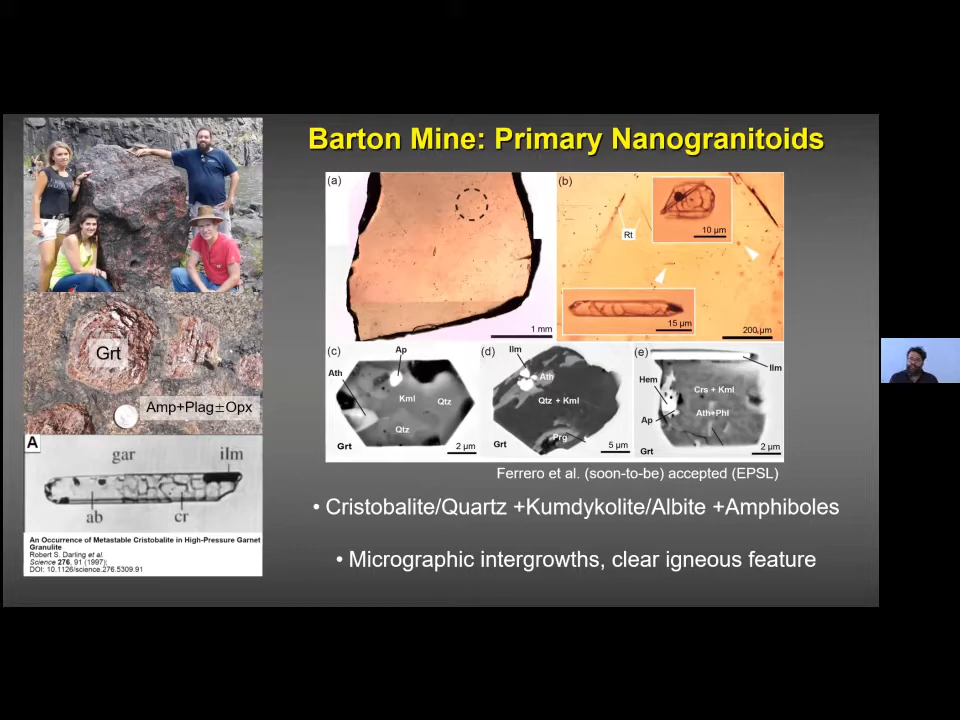 Barton Mine: Primary Nanogranitoids
Grt
Amp+Plag±Opx
A
gar
ilm
ab
cr
An Occurrence of Metastable Cristobalite in High-Pressure Garnet
Granulite
Robert S. Darling et al.
Science 276, 91 (1997);
DOI: 10.1126/science.276.5309.91
(a)
1 mm
(b)
Rt
10 µm
15 µm
200 µm
(c)
Ap
Ath
Kml
Qtz
Qtz
Grt
2 µm
(d)
Ilm
Ath
Qtz + Kml
Prg
Grt
5 µm
(e)
Ilm
Hem
Crs + Kml
Ap
Ath+Phl
Grt
2 µm
Ferrero et al. (soon-to-be) accepted (EPSL)
• Cristobalite/Quartz +Kumdykolite/Albite +Amphiboles
• Micrographic intergrowths, clear igneous feature